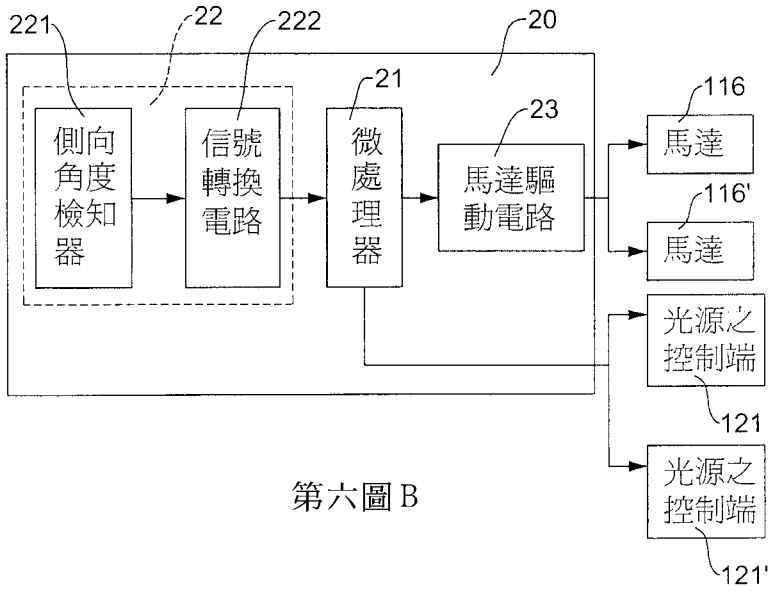 221
22
222
20
21
23
116
116'
側向
角度
檢知
器
信號
轉換
電路
微
處
理
器
馬達驅
動電路
馬達
馬達
光源之
控制端
121
光源之
控制端
121'
第六圖B